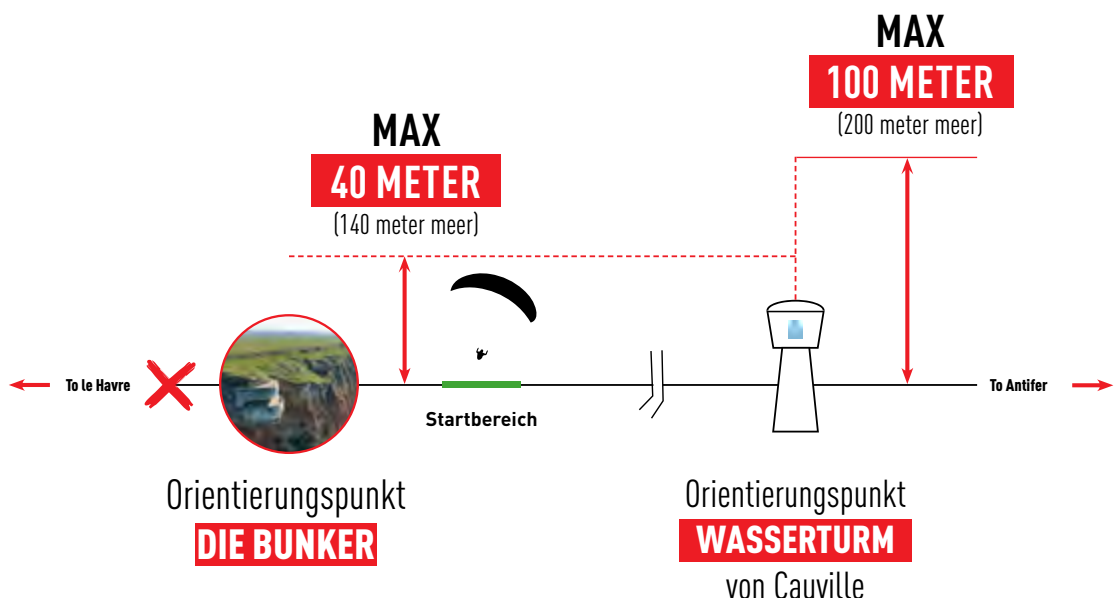 MAX
100 METER
(200 meter meer)
MAX
40 METER
(140 meter meer)
To le Havre
Startbereich
To Antifer
Orientierungspunkt
DIE BUNKER
Orientierungspunkt
WASSERTURM
von Cauville